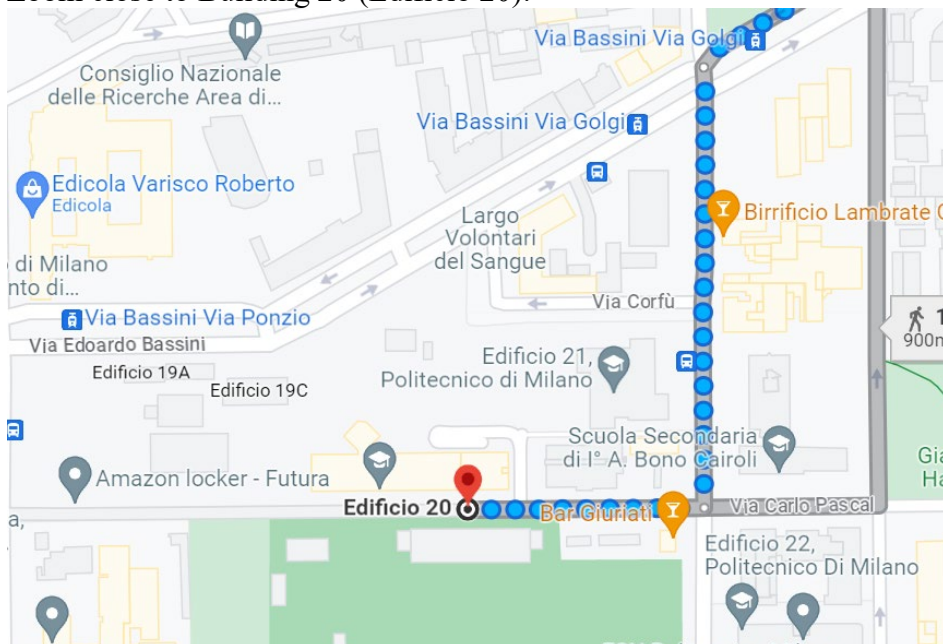 Via Bassini Via Golgi
Consiglio Nazionale
delle Ricerche Area di...
Via Bassini Via Golgi
Edicola Varisco Roberto
Edicola
Birrificio Lambrate
Largo
Volontari
del Sangue
di Milano
nto di...
Via Corfù
Via Bassini Via Ponzio
900m
Via Edoardo Bassini
Edificio 21,
Politecnico di Milano
Edificio 19A
Edificio 19C
Scuola Secondaria
di I° A. Bono Cairoli
Amazon locker - Futura
Edificio 20
Bar Giuriati
Via Carlo Pascal
Edificio 22,
Politecnico Di Milano